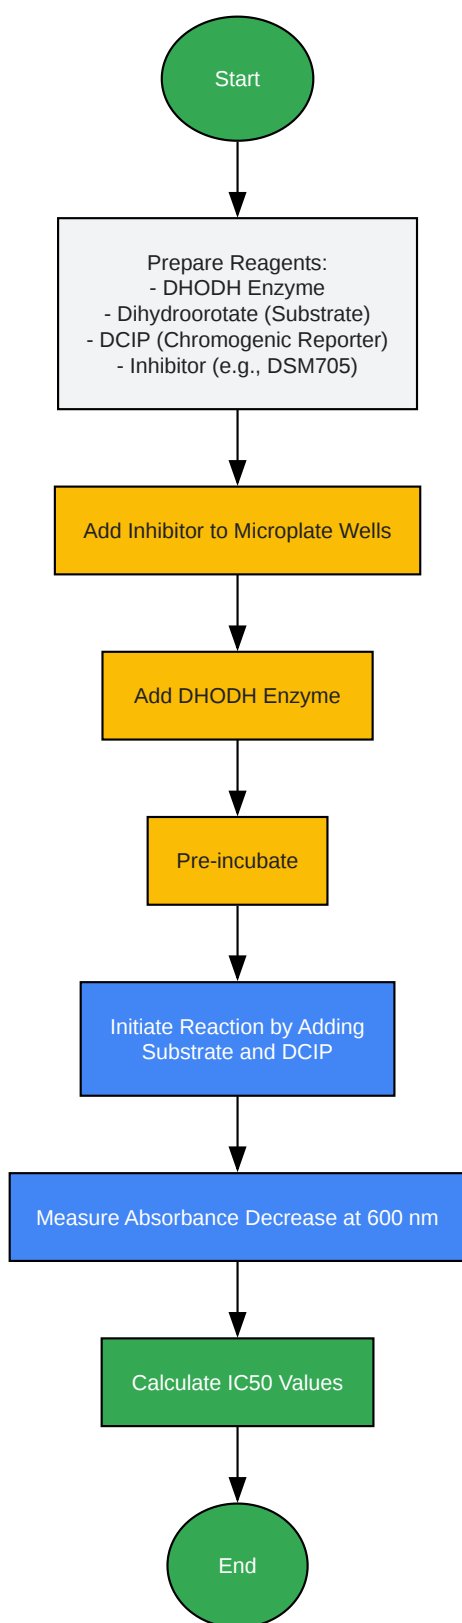 Start
Prepare Reagents:
- DHODH Enzyme
- Dihydroorotate (Substrate)
- DCIP (Chromogenic Reporter)
- Inhibitor (e.g., DSM705)
Add Inhibitor to Microplate Wells
Add DHODH Enzyme
Pre-incubate
Initiate Reaction by Adding
Substrate and DCIP
Measure Absorbance Decrease at 600 nm
Calculate IC50 Values
End